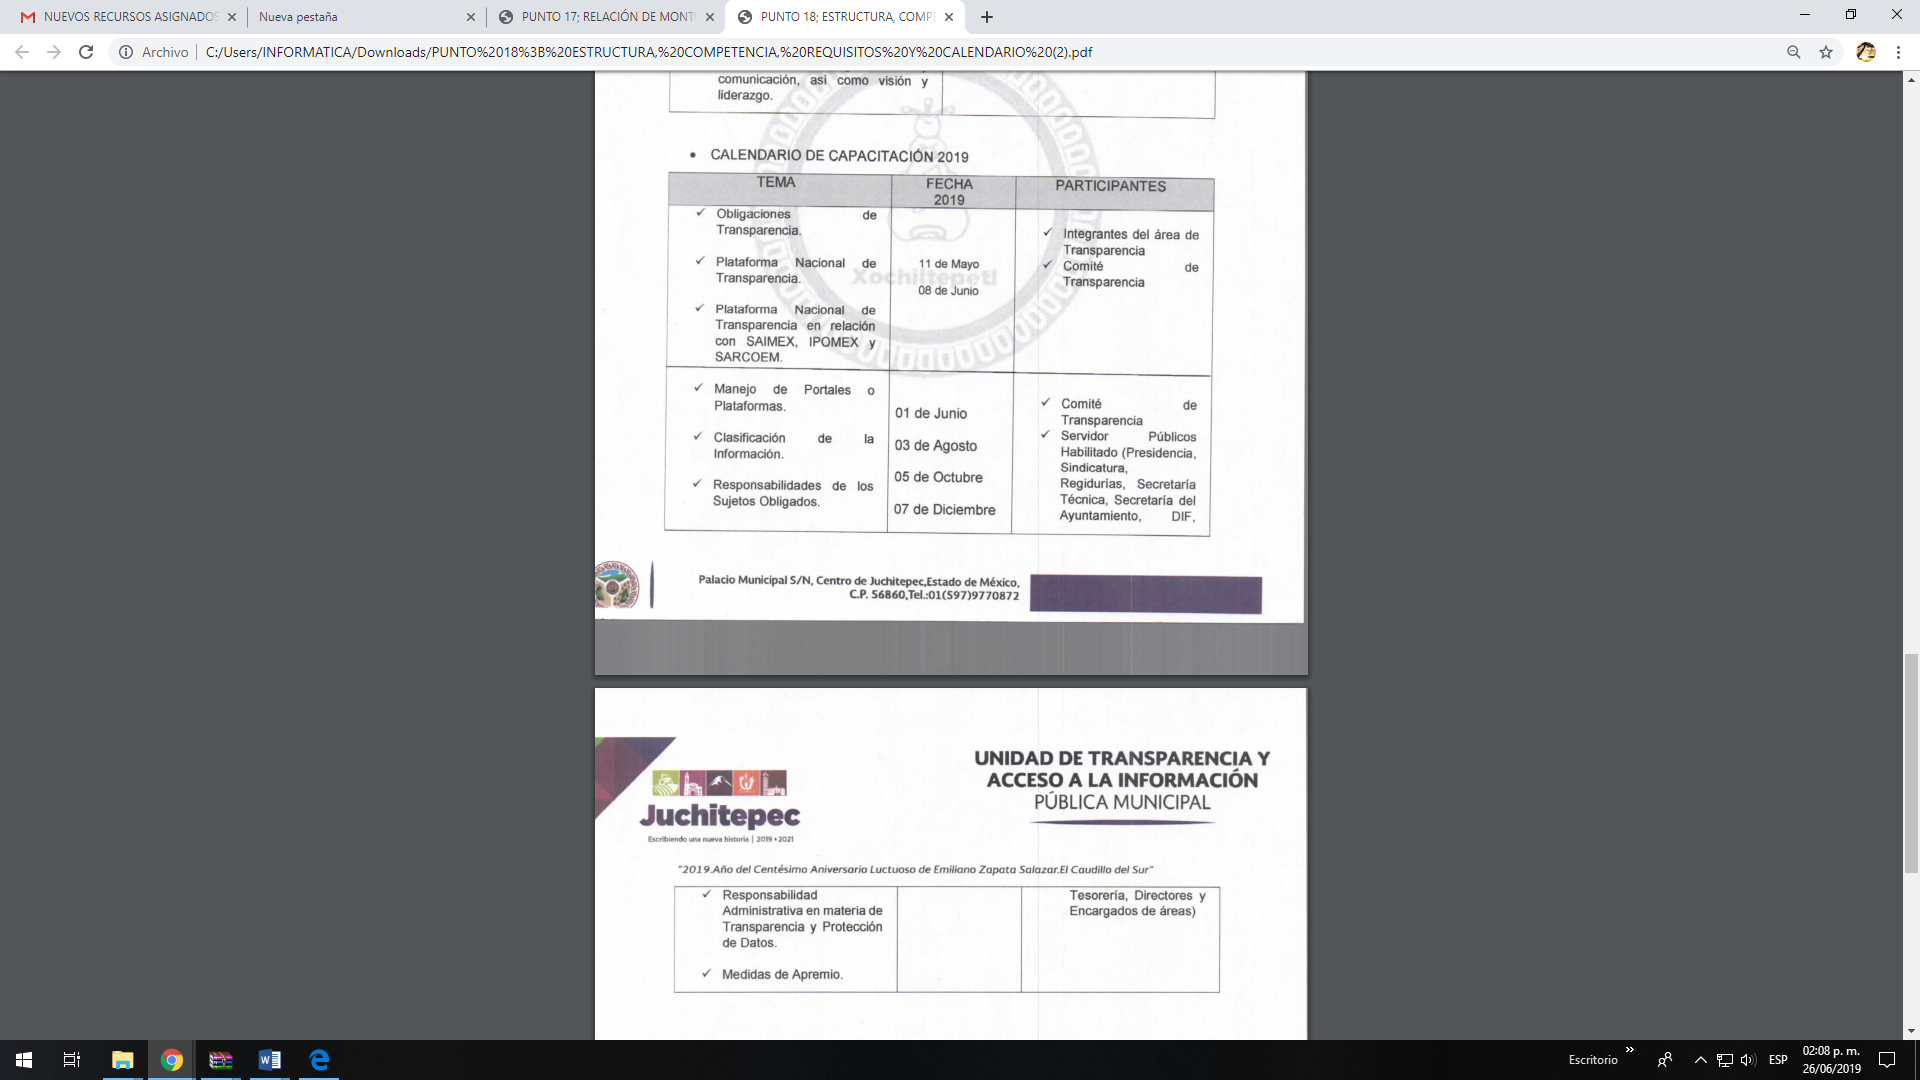 NUEVOS RECURSOS ASIGNADOS
Nueva pestaña
PUNTO 17; RELACIÓN DE MONT
PUNTO 18; ESTRUCTURA, COMP
Archivo
C:/Users/INFORMATICA/Downloads/PUNTO%2018%3B%20ESTRUCTURA,%20COMPETENCIA,%20REQUISITOS%20Y%20CALENDARIO%20(2).pdf
comunicación, así como visión y
liderazgo.
• CALENDARIO DE CAPACITACIÓN 2019
TEMA
FECHA
2019
PARTICIPANTES
✓ Obligaciones de
Transparencia.
✓ Plataforma Nacional de
Transparencia.
✓ Plataforma Nacional de
Transparencia en relación
con SAIMEX, IPOMEX y
SARCOEM.
11 de Mayo
08 de Junio
✓ Integrantes del área de
Transparencia
✓ Comité de
Transparencia
Xochiltepetl
✓ Manejo de Portales o
Plataformas.
✓ Clasificación de la
Información.
✓ Responsabilidades de los
Sujetos Obligados.
01 de Junio
03 de Agosto
05 de Octubre
07 de Diciembre
✓ Comité de
Transparencia
✓ Servidor Públicos
Habilitado (Presidencia,
Sindicatura,
Regidurías, Secretaría
Técnica, Secretaría del
Ayuntamiento, DIF,
Palacio Municipal S/N, Centro de Juchitepec,Estado de México,
C.P. 56860,Tel.:01(597)9770872
Juchitepec
Escribiendo una nueva historia | 2019 • 2021
UNIDAD DE TRANSPARENCIA Y
ACCESO A LA INFORMACIÓN
PÚBLICA MUNICIPAL
"2019.Año del Centésimo Aniversario Luctuoso de Emiliano Zapata Salazar.El Caudillo del Sur"
✓ Responsabilidad
Administrativa en materia de
Transparencia y Protección
de Datos.
✓ Medidas de Apremio.
Tesorería, Directores y
Encargados de áreas)
Escritorio
ESP
02:08 p. m.
26/06/2019